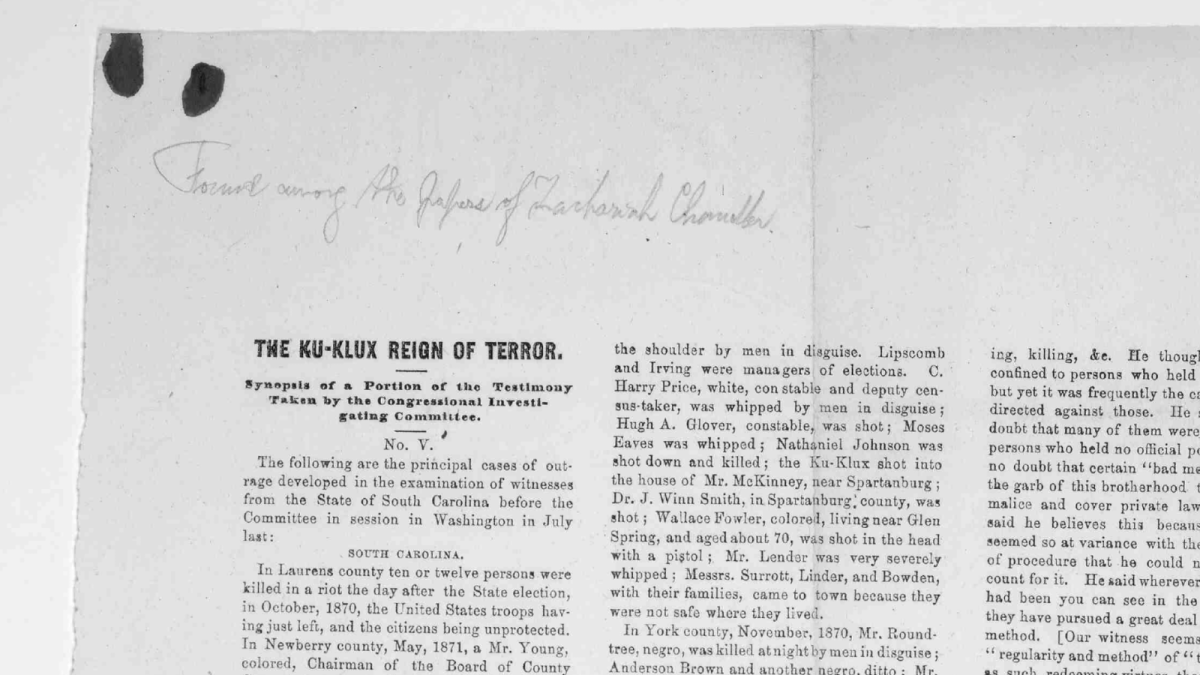 Found among the Papers of Zachariah Chandler.
THE KU-KLUX REIGN OF TERROR.
Synopsis of a Portion of the Testimony
Taken by the Congressional Investi-
gating Committee.
No. V.
The following are the principal cases of out-
rage developed in the examination of witnesses
from the State of South Carolina before the
Committee in session in Washington in July
last:
SOUTH CAROLINA.
In Laurens county ten or twelve persons were
killed in a riot the day after the State election,
in October, 1870, the United States troops hav-
ing just left, and the citizens being unprotected.
In Newberry county, May, 1871, a Mr. Young,
colored, Chairman of the Board of County
the shoulder by men in disguise. Lipscomb
and Irving were managers of elections. C.
Harry Price, white, constable and deputy cen-
sus-taker, was whipped by men in disguise;
Hugh A. Glover, constable, was shot; Moses
Eaves was whipped; Nathaniel Johnson was
shot down and killed; the Ku-Klux shot into
the house of Mr. McKinney, near Spartanburg;
Dr. J. Winn Smith, in Spartanburg county, was
shot; Wallace Fowler, colored, living near Glen
Spring, and aged about 70, was shot in the head
with a pistol; Mr. Lender was very severely
whipped; Messrs. Surrott, Linder, and Bowden,
with their families, came to town because they
were not safe where they lived.
In York county, November, 1870, Mr. Round-
tree, negro, was killed at night by men in disguise;
Anderson Brown and another negro, ditto; Mr.
ing, killing, &c. He though
confined to persons who held
but yet it was frequently the ca
directed against those. He s
doubt that many of them were
persons who held no official po
no doubt that certain "bad me
the garb of this brotherhood t
malice and cover private law
said he believes this becaus
seemed so at variance with the
of procedure that he could n
count for it. He said wherever
had been you can see in the
they have pursued a great deal
method. [Our witness seems
"regularity and method" of "t
as such redeeming virtue